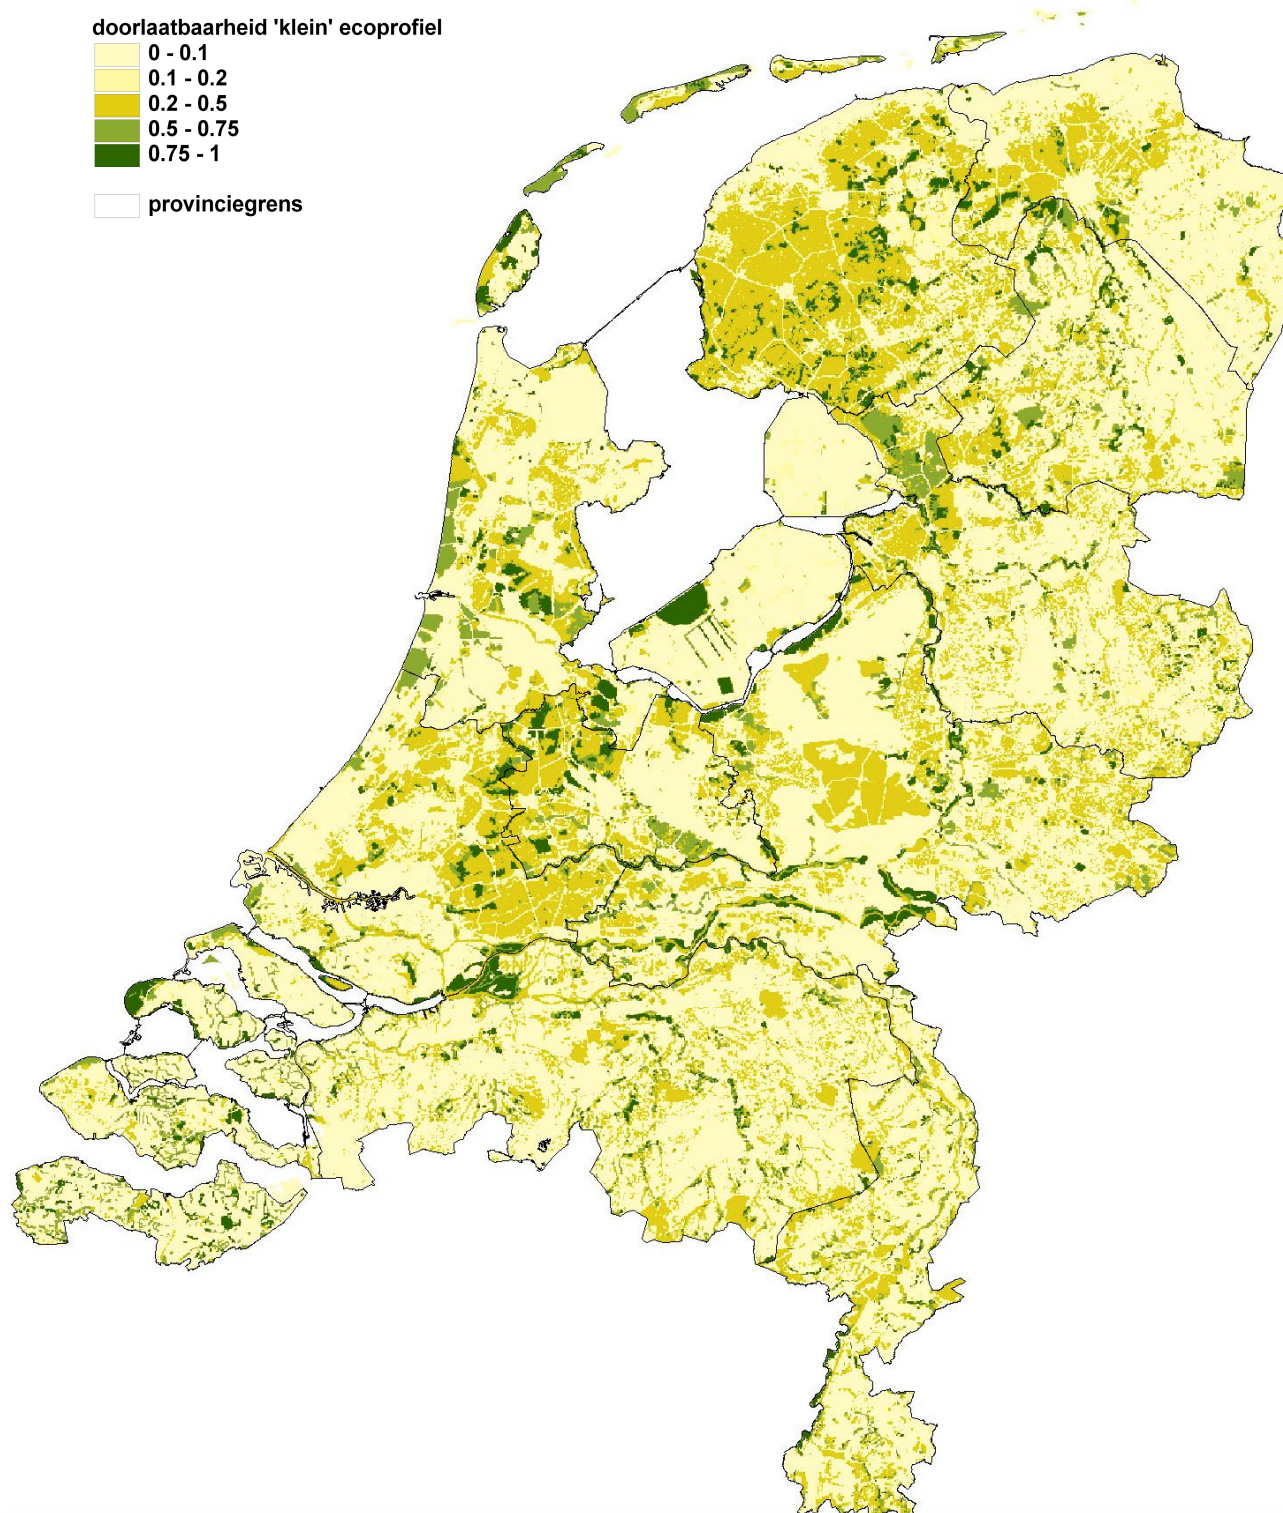 doorlaatbaarheid 'klein' ecoprofiel
0 - 0.1
0.1 - 0.2
0.2 - 0.5
0.5 - 0.75
0.75 - 1
provinciegrens